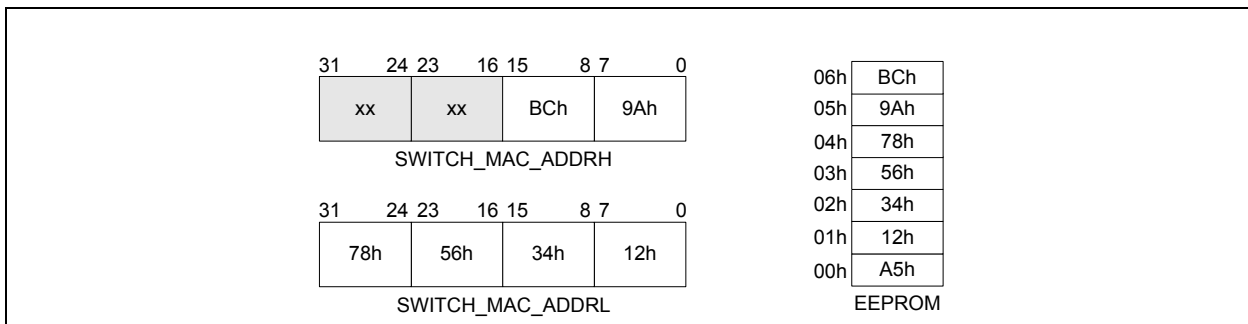 31 24 23 16 15 8 7 0
xx xx BCh 9Ah
SWITCH_MAC_ADDRH
31 24 23 16 15 8 7 0
78h 56h 34h 12h
SWITCH_MAC_ADDRL
06h BCh
05h 9Ah
04h 78h
03h 56h
02h 34h
01h 12h
00h A5h
EEPROM